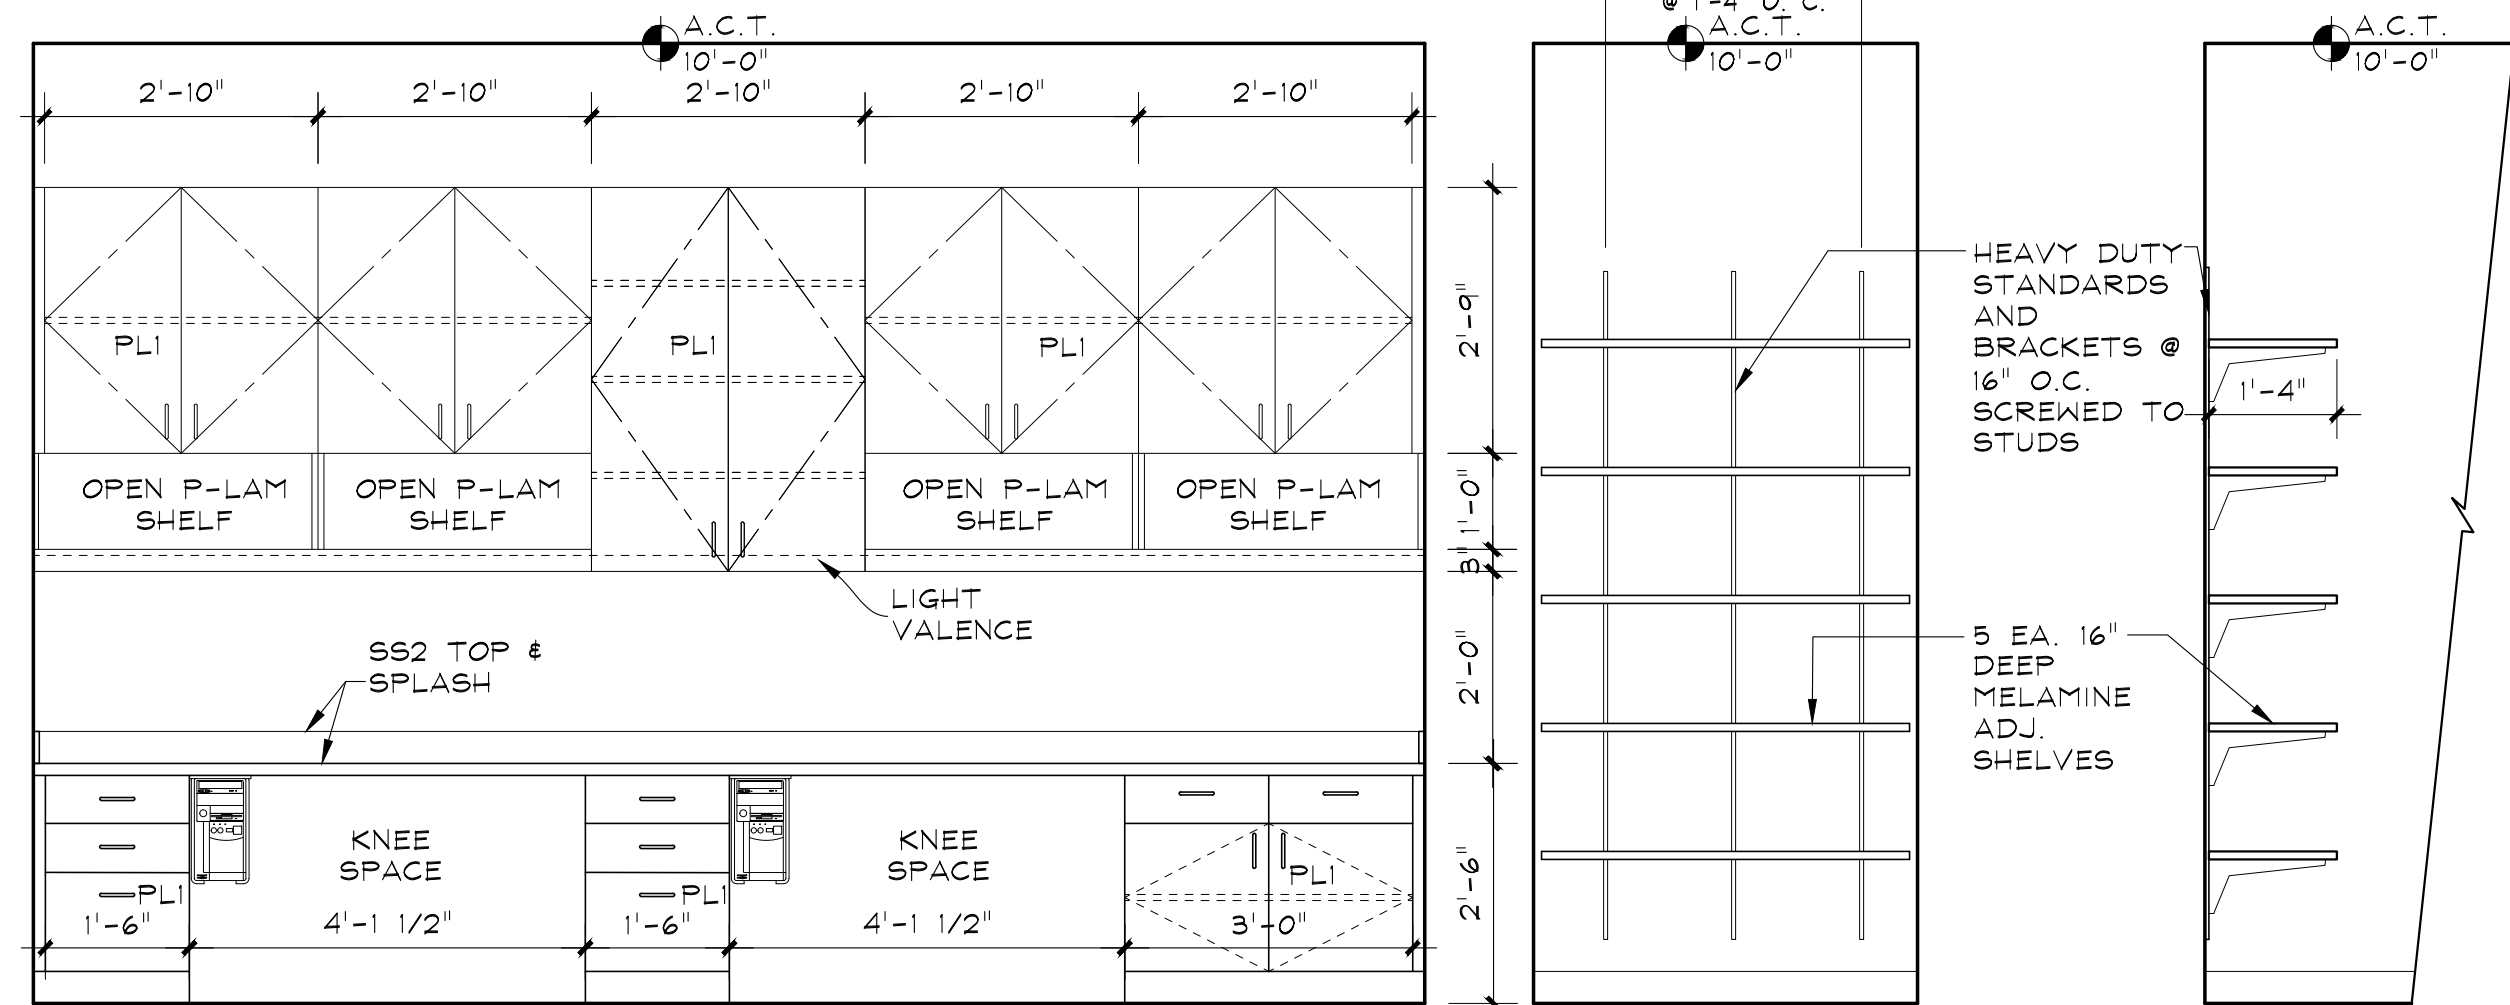 @ 1'-4" O.C.
A.C.T.
10'-0"
A.C.T.
10'-0"
A.C.T.
10'-0"
2'-10"
2'-10"
2'-10"
2'-10"
2'-10"
PL1
PL1
PL1
2'-9"
OPEN P-LAM
SHELF
OPEN P-LAM
SHELF
OPEN P-LAM
SHELF
OPEN P-LAM
SHELF
1'-0"
3"
LIGHT
VALENCE
SS2 TOP &
SPLASH
2'-0"
KNEE
SPACE
KNEE
SPACE
PL1
PL1
PL1
1'-6"
4'-1 1/2"
1'-6"
4'-1 1/2"
3'-0"
2'-6"
HEAVY DUTY
STANDARDS
AND
BRACKETS @
16" O.C.
SCREWED TO
STUDS
1'-4"
5 EA. 16"
DEEP
MELAMINE
ADJ.
SHELVES